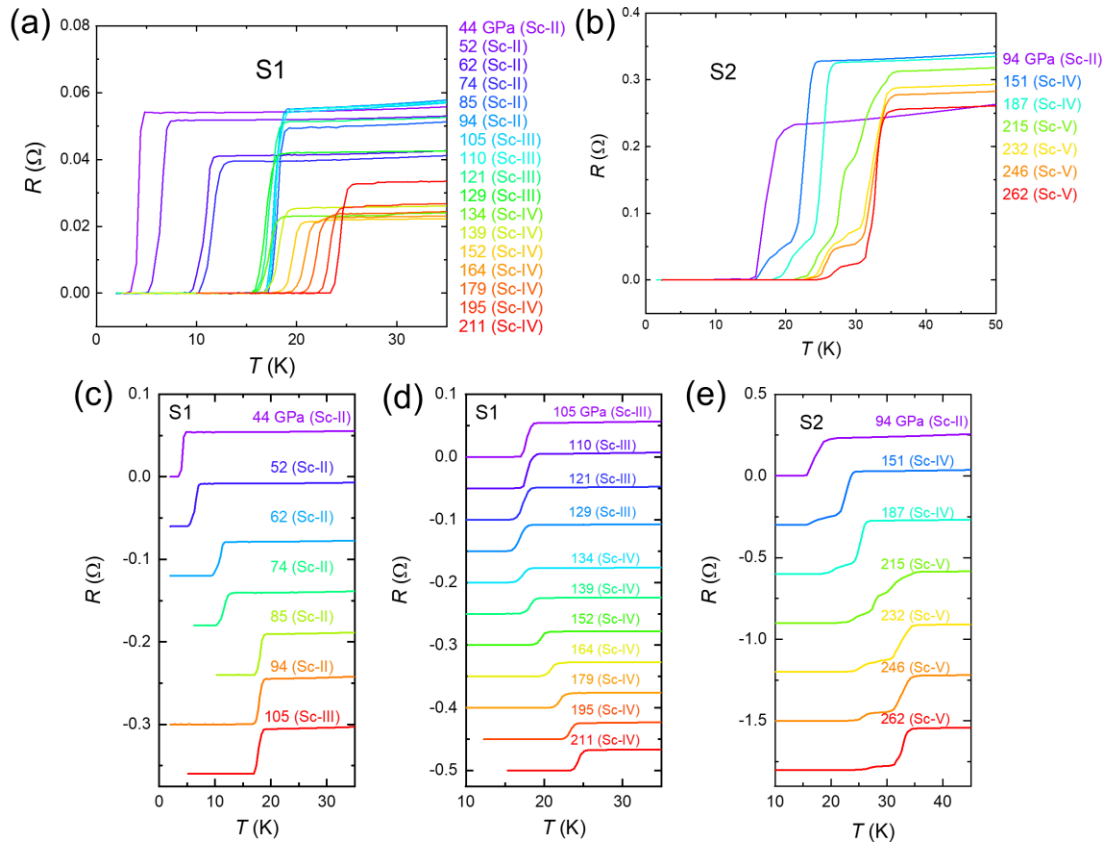 (a)
S1
R (Ω)
0.08
0.06
0.04
0.02
0.00
0
10
20
30
T (K)
44 GPa (Sc-II)
52 (Sc-II)
62 (Sc-II)
74 (Sc-II)
85 (Sc-II)
94 (Sc-II)
105 (Sc-III)
110 (Sc-III)
121 (Sc-III)
129 (Sc-III)
134 (Sc-IV)
139 (Sc-IV)
152 (Sc-IV)
164 (Sc-IV)
179 (Sc-IV)
195 (Sc-IV)
211 (Sc-IV)
(b)
S2
R (Ω)
0.4
0.3
0.2
0.1
0.0
0
10
20
30
40
50
T (K)
94 GPa (Sc-II)
151 (Sc-IV)
187 (Sc-IV)
215 (Sc-V)
232 (Sc-V)
246 (Sc-V)
262 (Sc-V)
(c)
S1
R (Ω)
0.1
0.0
-0.1
-0.2
-0.3
44 GPa (Sc-II)
52 (Sc-II)
62 (Sc-II)
74 (Sc-II)
85 (Sc-II)
94 (Sc-II)
105 (Sc-III)
0
10
20
30
T (K)
(d)
S1
R (Ω)
0.1
0.0
-0.1
-0.2
-0.3
-0.4
-0.5
105 GPa (Sc-III)
110 (Sc-III)
121 (Sc-III)
129 (Sc-III)
134 (Sc-IV)
139 (Sc-IV)
152 (Sc-IV)
164 (Sc-IV)
179 (Sc-IV)
195 (Sc-IV)
211 (Sc-IV)
10
20
30
T (K)
(e)
S2
R (Ω)
0.5
0.0
-0.5
-1.0
-1.5
94 GPa (Sc-II)
151 (Sc-IV)
187 (Sc-IV)
215 (Sc-V)
232 (Sc-V)
246 (Sc-V)
262 (Sc-V)
10
20
30
40
T (K)